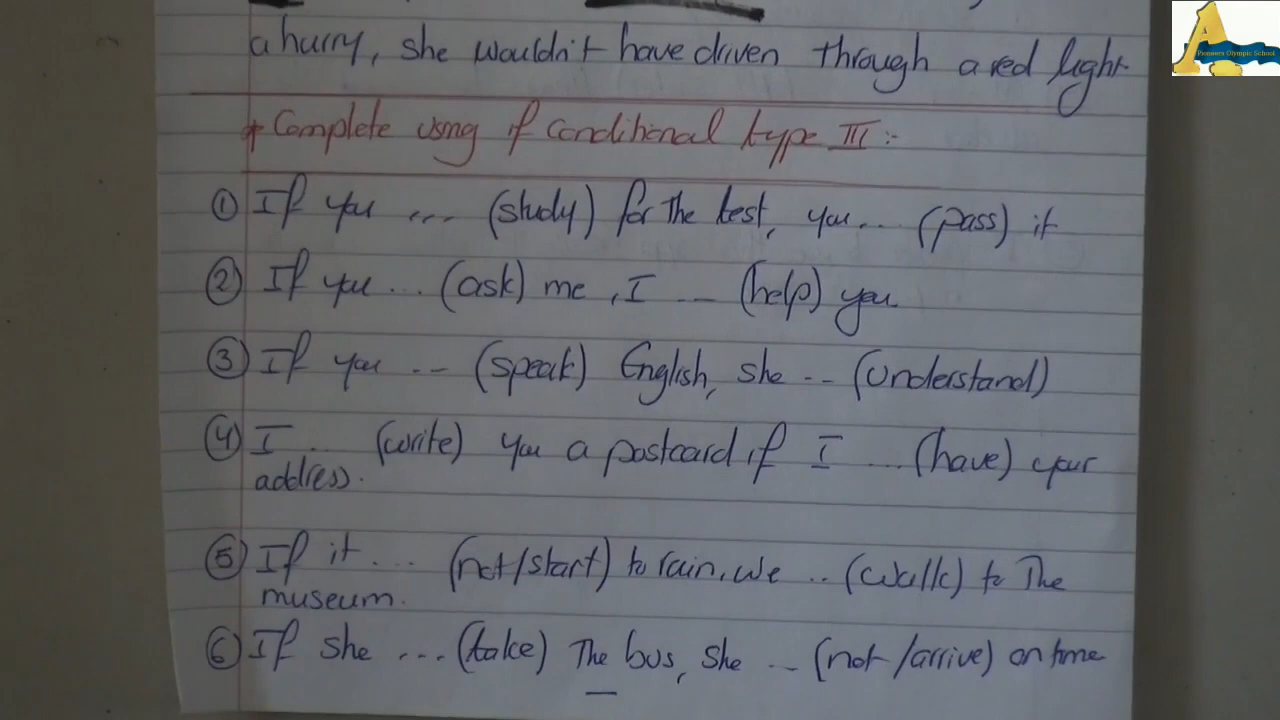 a hurry, she wouldn't have driven through a red light
* Complete using if conditional type III :-
① If you ... (study) for the test, you... (pass) it
② If you ... (ask) me, I ... (help) you
③ If you ... (speak) English, she .. (understand)
④ I ... (write) you a postcard if I ... (have) your
address.
⑤ If it ... (not/start) to rain, we .. (walk) to The
museum.
⑥ If she ... (take) The bus, she .. (not/arrive) on time
Pioneers Olympic School